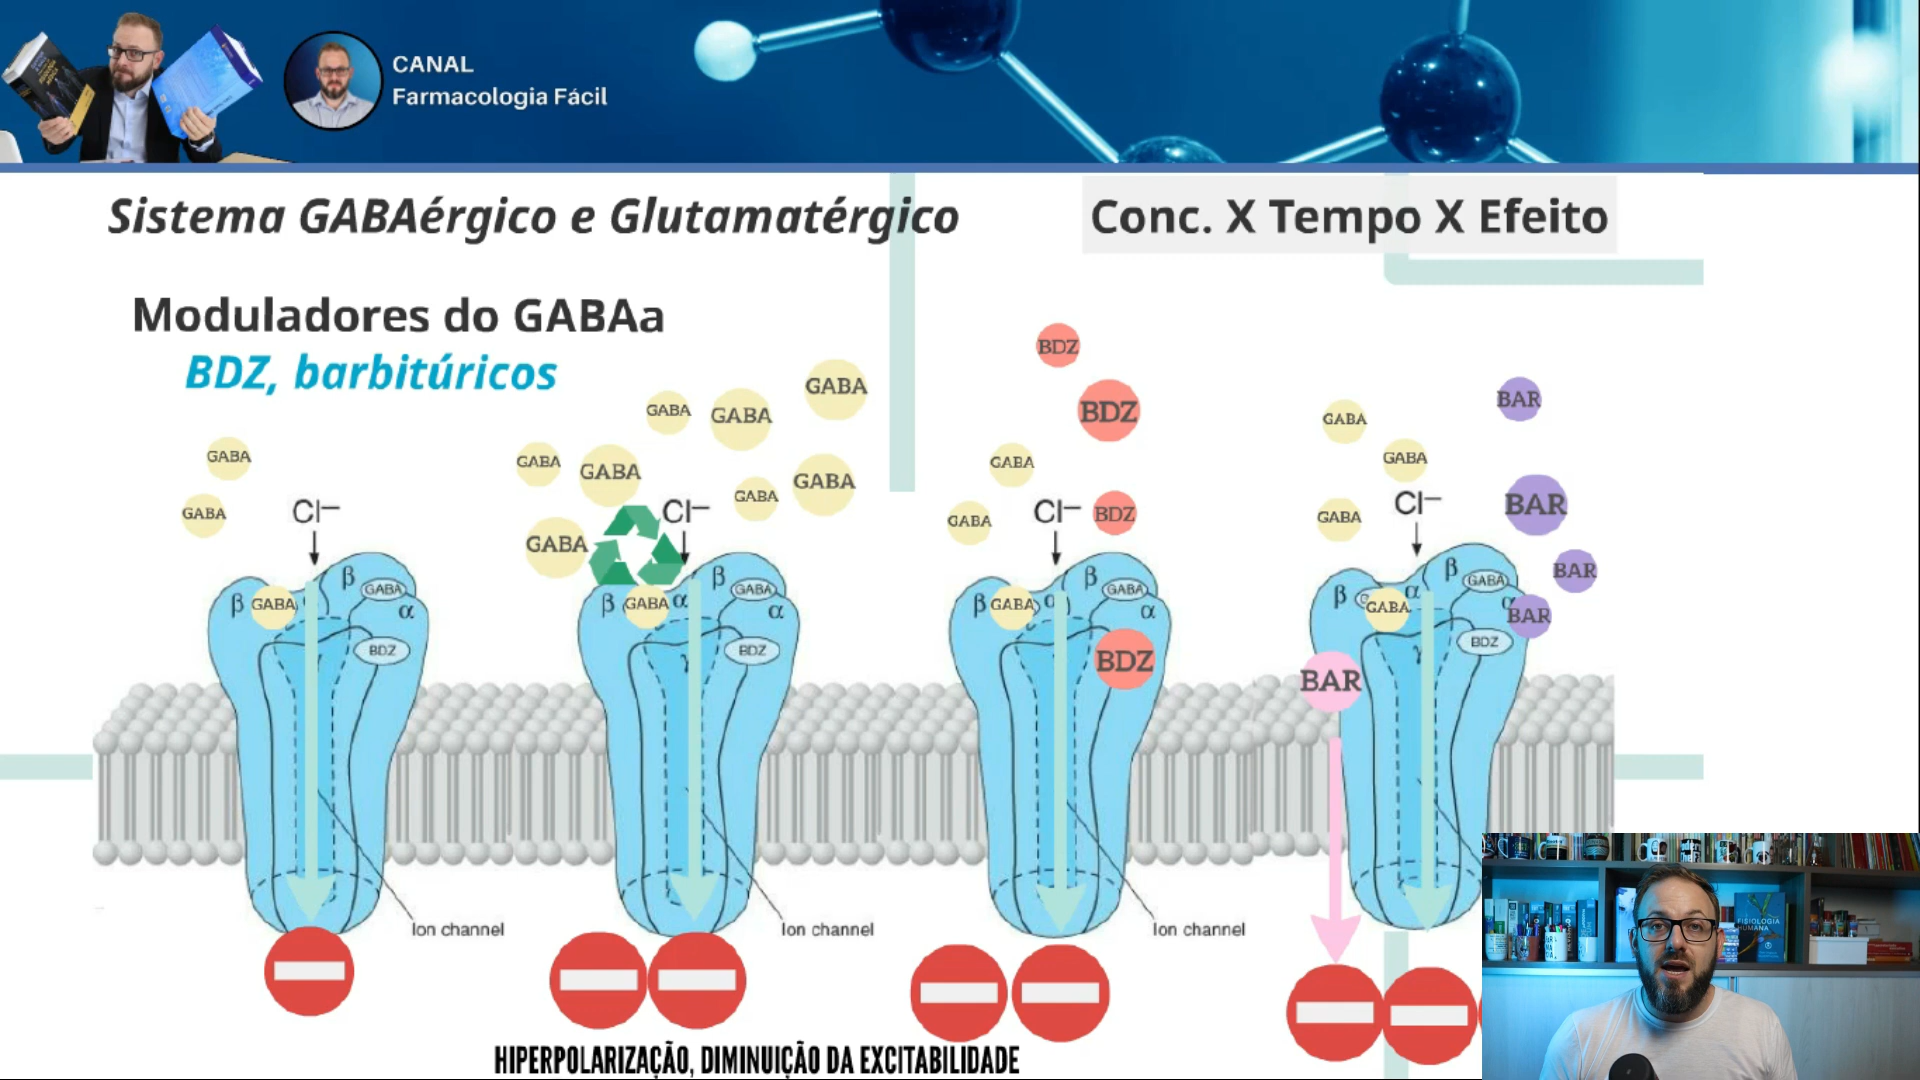 CANAL
Farmacologia Fácil
Sistema GABAérgico e Glutamatérgico
Conc. X Tempo X Efeito
Moduladores do GABAa
BDZ, barbitúricos
GABA
GABA
Cl−
β
GABA
β
GABA
α
BDZ
Ion channel
GABA
GABA
GABA
GABA
GABA
GABA
GABA
GABA
Cl−
β
GABA
α
β
GABA
BDZ
Ion channel
BDZ
BDZ
GABA
GABA
Cl−
BDZ
β
GABA
β
GABA
α
BDZ
Ion channel
GABA
GABA
GABA
Cl−
BAR
BAR
BAR
BAR
β
GABA
α
β
GABA
BDZ
BAR
HIPERPOLARIZAÇÃO, DIMINUIÇÃO DA EXCITABILIDADE
FISIOLOGIA
HUMANA